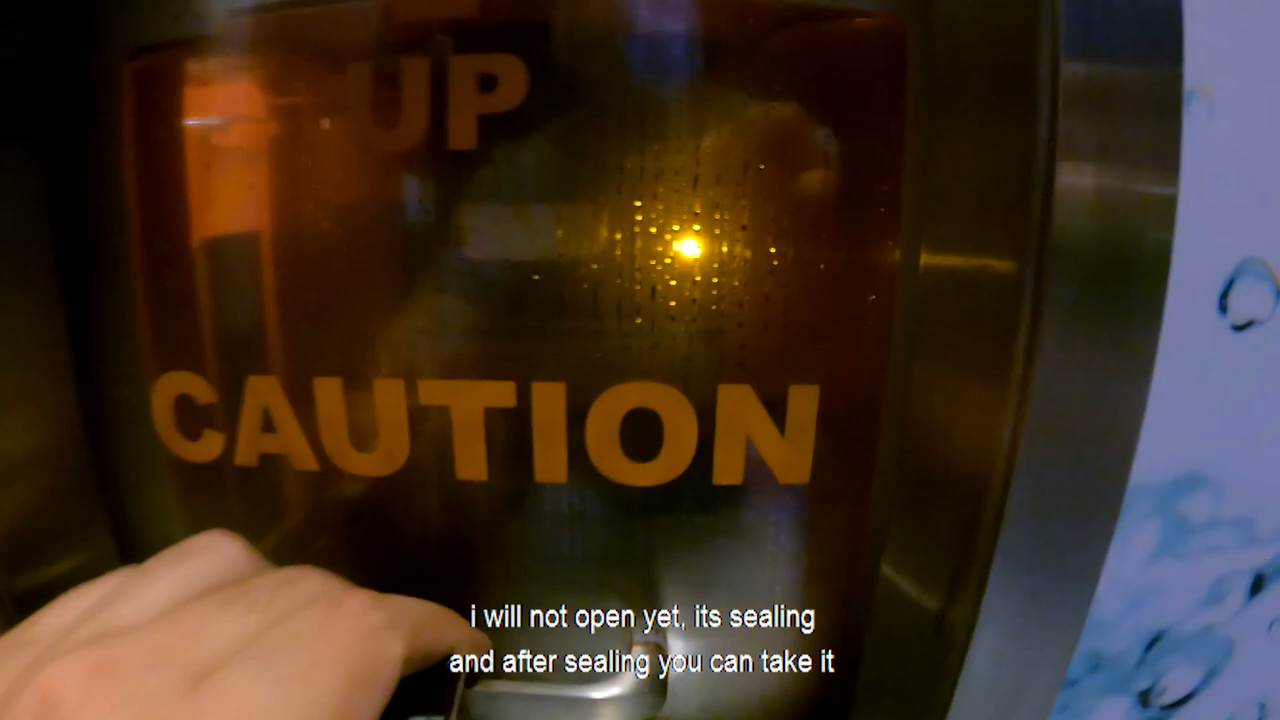 UP
CAUTION
i will not open yet, its sealing
and after sealing you can take it